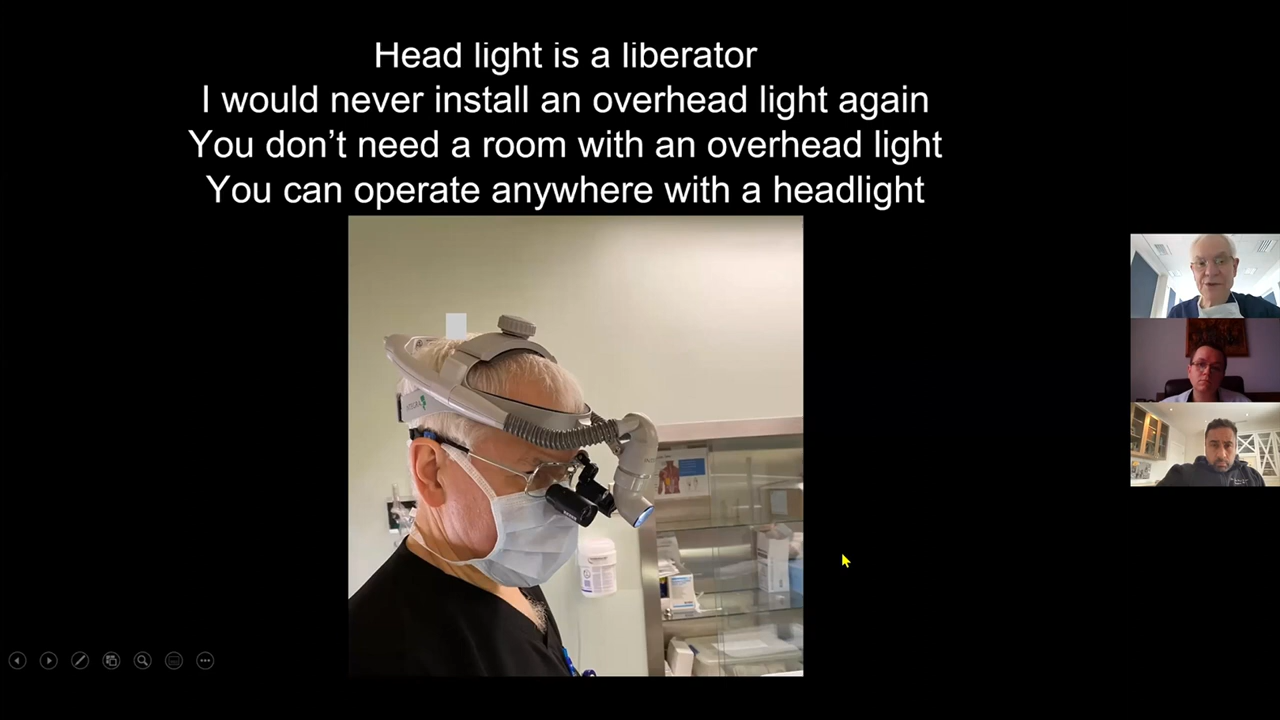 Head light is a liberator
I would never install an overhead light again
You don't need a room with an overhead light
You can operate anywhere with a headlight